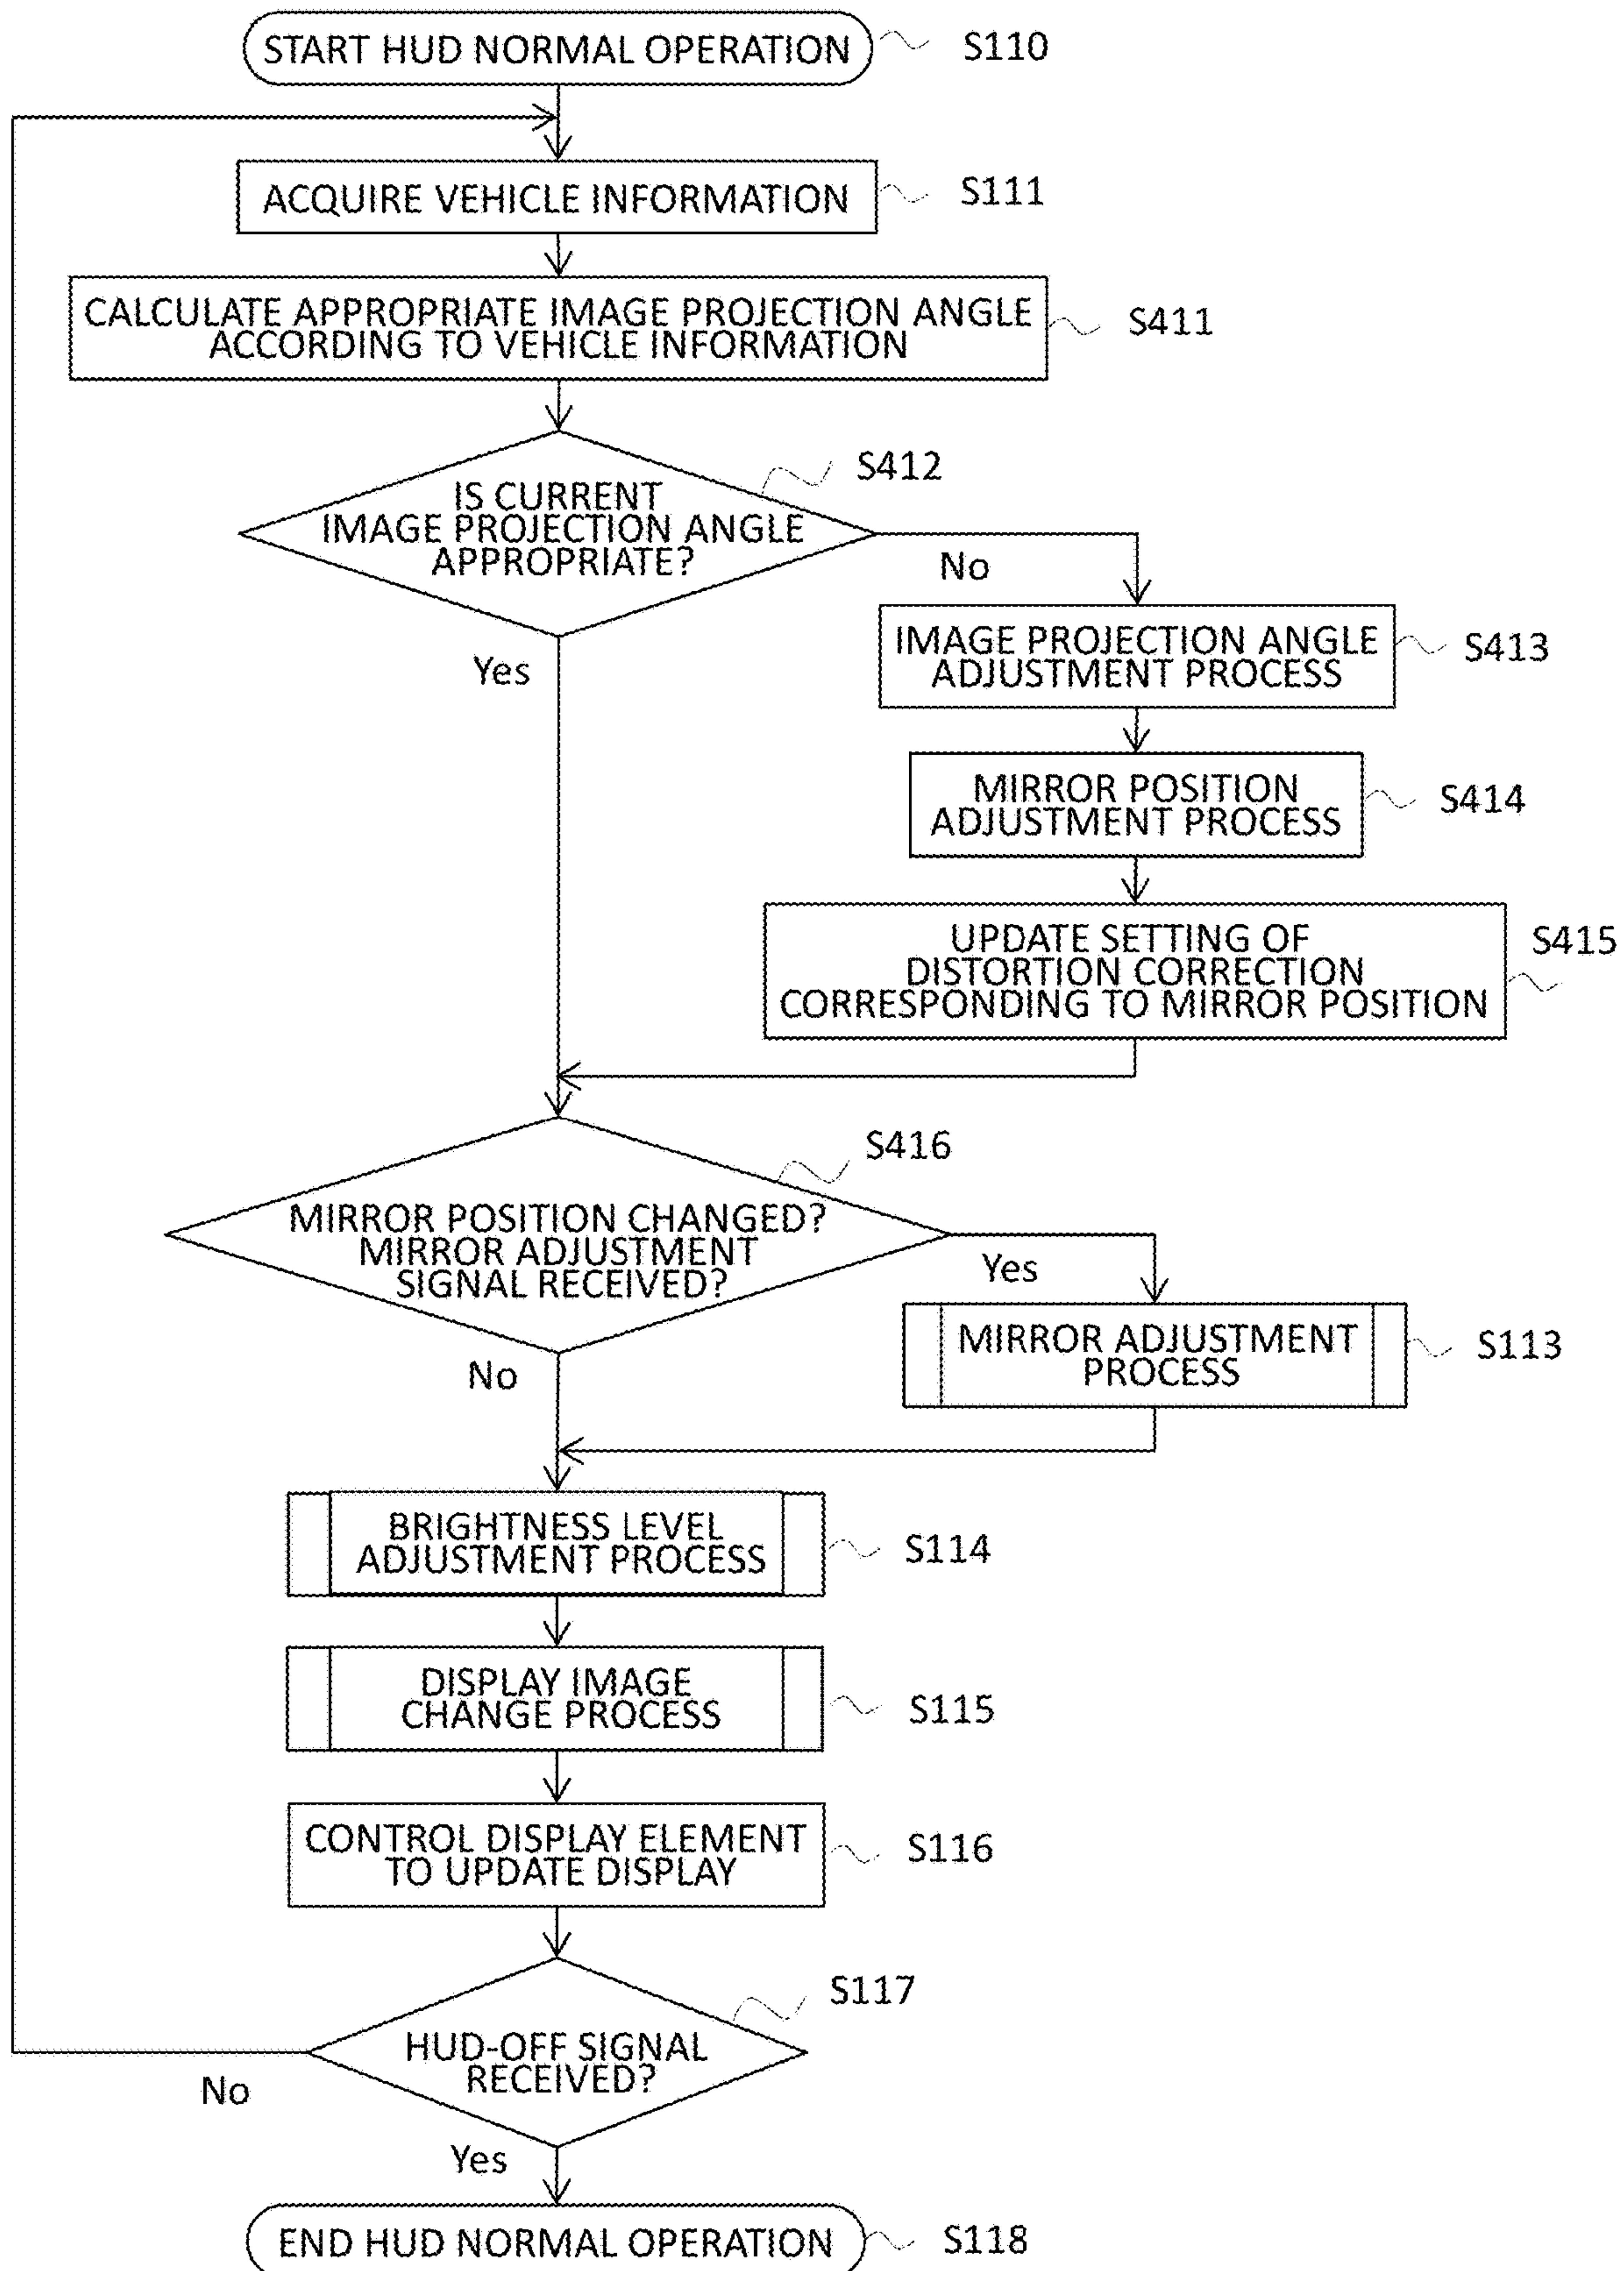 START HUD NORMAL OPERATION
S110
ACQUIRE VEHICLE INFORMATION
S111
CALCULATE APPROPRIATE IMAGE PROJECTION ANGLE
ACCORDING TO VEHICLE INFORMATION
S411
S412
IS CURRENT
IMAGE PROJECTION ANGLE
APPROPRIATE?
No
Yes
IMAGE PROJECTION ANGLE
ADJUSTMENT PROCESS
S413
MIRROR POSITION
ADJUSTMENT PROCESS
S414
UPDATE SETTING OF
DISTORTION CORRECTION
CORRESPONDING TO MIRROR POSITION
S415
S416
MIRROR POSITION CHANGED?
MIRROR ADJUSTMENT
SIGNAL RECEIVED?
Yes
No
MIRROR ADJUSTMENT
PROCESS
S113
BRIGHTNESS LEVEL
ADJUSTMENT PROCESS
S114
DISPLAY IMAGE
CHANGE PROCESS
S115
CONTROL DISPLAY ELEMENT
TO UPDATE DISPLAY
S116
S117
HUD-OFF SIGNAL
RECEIVED?
No
Yes
END HUD NORMAL OPERATION
S118